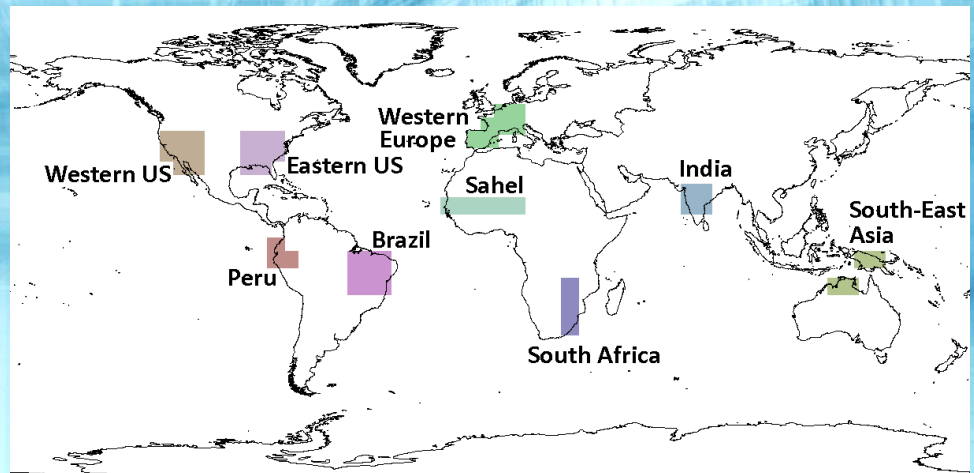 Western
Europe
Western US
Eastern US
Sahel
India
South-East
Asia
Brazil
Peru
South Africa